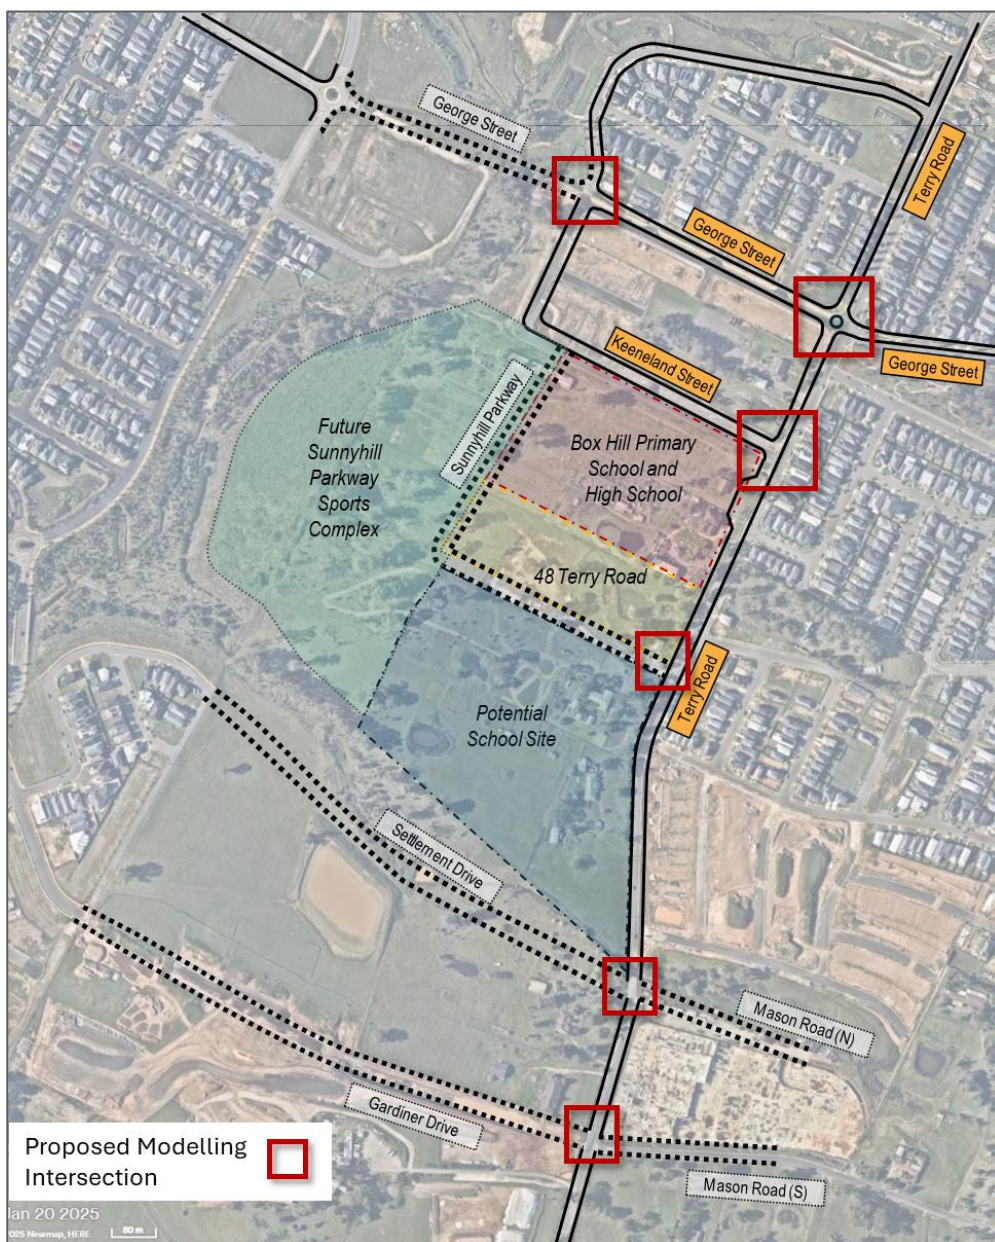 George Street
Terry Road
George Street
George Street
Keeneland Street
Sunnyhill Parkway
Future
Sunnyhill
Parkway
Sports
Complex
Box Hill Primary
School and
High School
48 Terry Road
Terry Road
Potential
School Site
Settlement Drive
Mason Road (N)
Gardiner Drive
Mason Road (S)
Proposed Modelling
Intersection
Jan 20 2025
2025 Nearmap, HERE
50 m